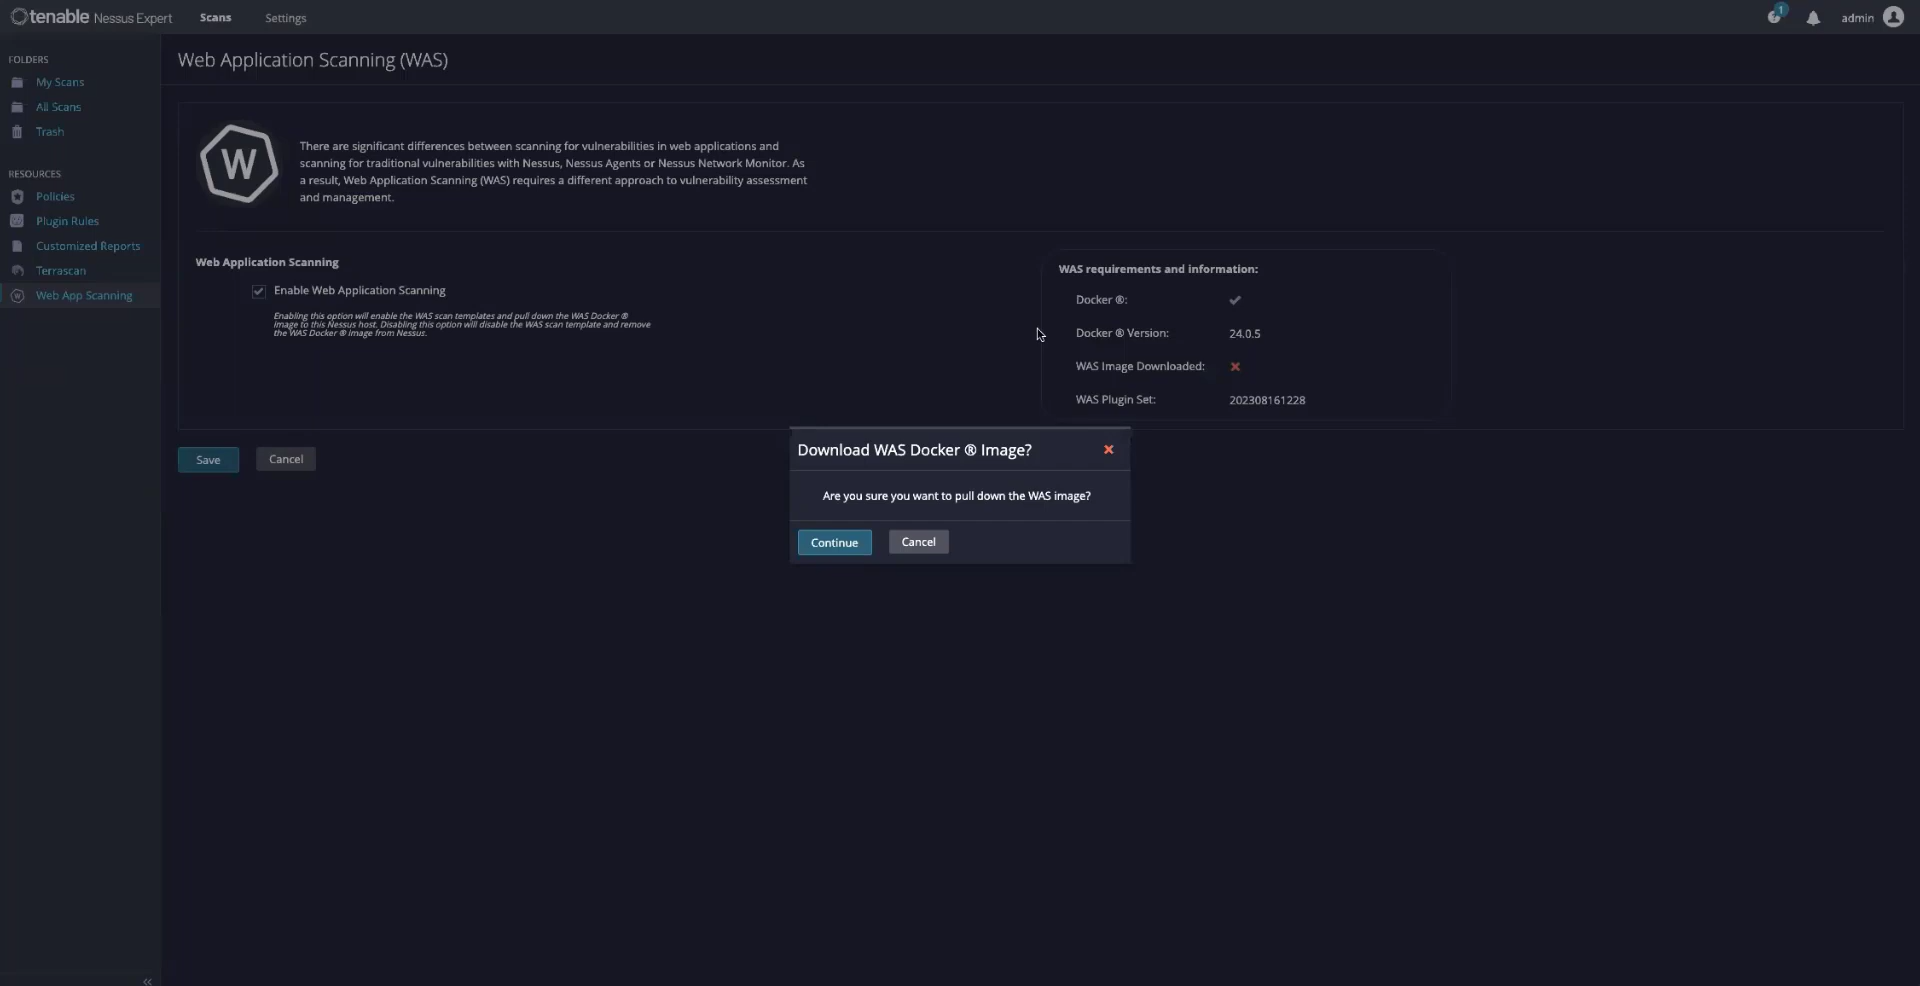 tenable Nessus Expert
Scans
Settings
1
admin
FOLDERS
My Scans
All Scans
Trash
RESOURCES
Policies
Plugin Rules
Customized Reports
Terrascan
Web App Scanning
Web Application Scanning (WAS)
W
There are significant differences between scanning for vulnerabilities in web applications and
scanning for traditional vulnerabilities with Nessus, Nessus Agents or Nessus Network Monitor. As
a result, Web Application Scanning (WAS) requires a different approach to vulnerability assessment
and management.
Web Application Scanning
Enable Web Application Scanning
Enabling this option will enable the WAS scan templates and pull down the WAS Docker ®
image to this Nessus host. Disabling this option will disable the WAS scan template and remove
the WAS Docker ® image from Nessus.
WAS requirements and information:
Docker ®:
Docker ® Version: 24.0.5
WAS Image Downloaded:
WAS Plugin Set: 202308161228
Save
Cancel
Download WAS Docker ® Image?
Are you sure you want to pull down the WAS image?
Continue
Cancel